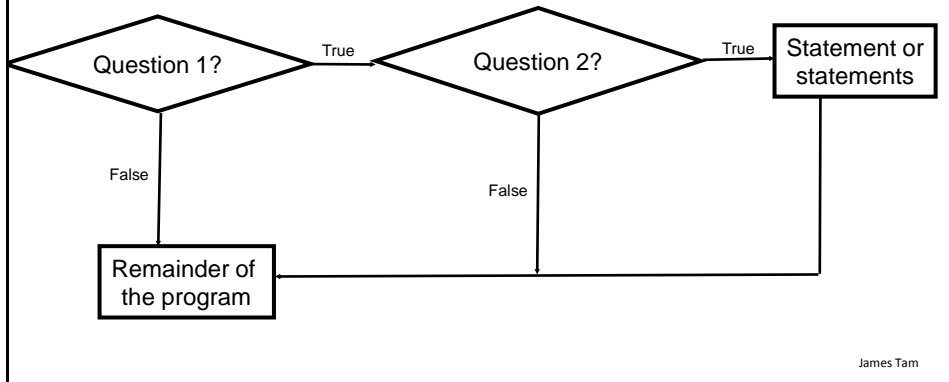 Question 1?
True
Question 2?
True
Statement or
statements
False
False
Remainder of
the program
James Tam